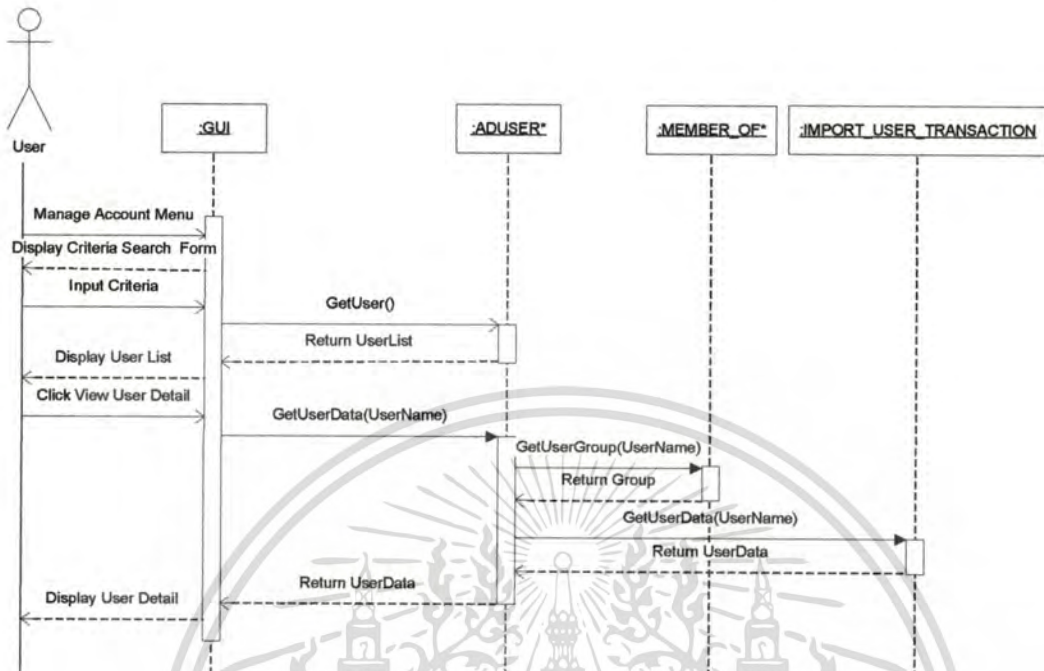 :GUI
:ADUSER*
:MEMBER_OF*
:IMPORT_USER_TRANSACTION
User
Manage Account Menu
Display Criteria Search Form
Input Criteria
GetUser()
Return UserList
Display User List
Click View User Detail
GetUserData(UserName)
GetUserGroup(UserName)
Return Group
GetUserData(UserName)
Return UserData
Return UserData
Display User Detail